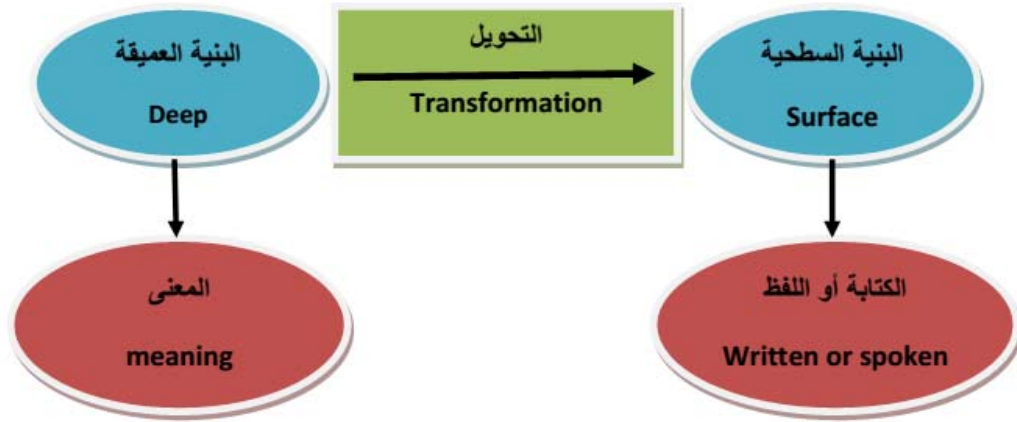 البنية العميقة
Deep
التحويل
Transformation
البنية السطحية
Surface
المعنى
meaning
الكتابة أو اللفظ
Written or spoken